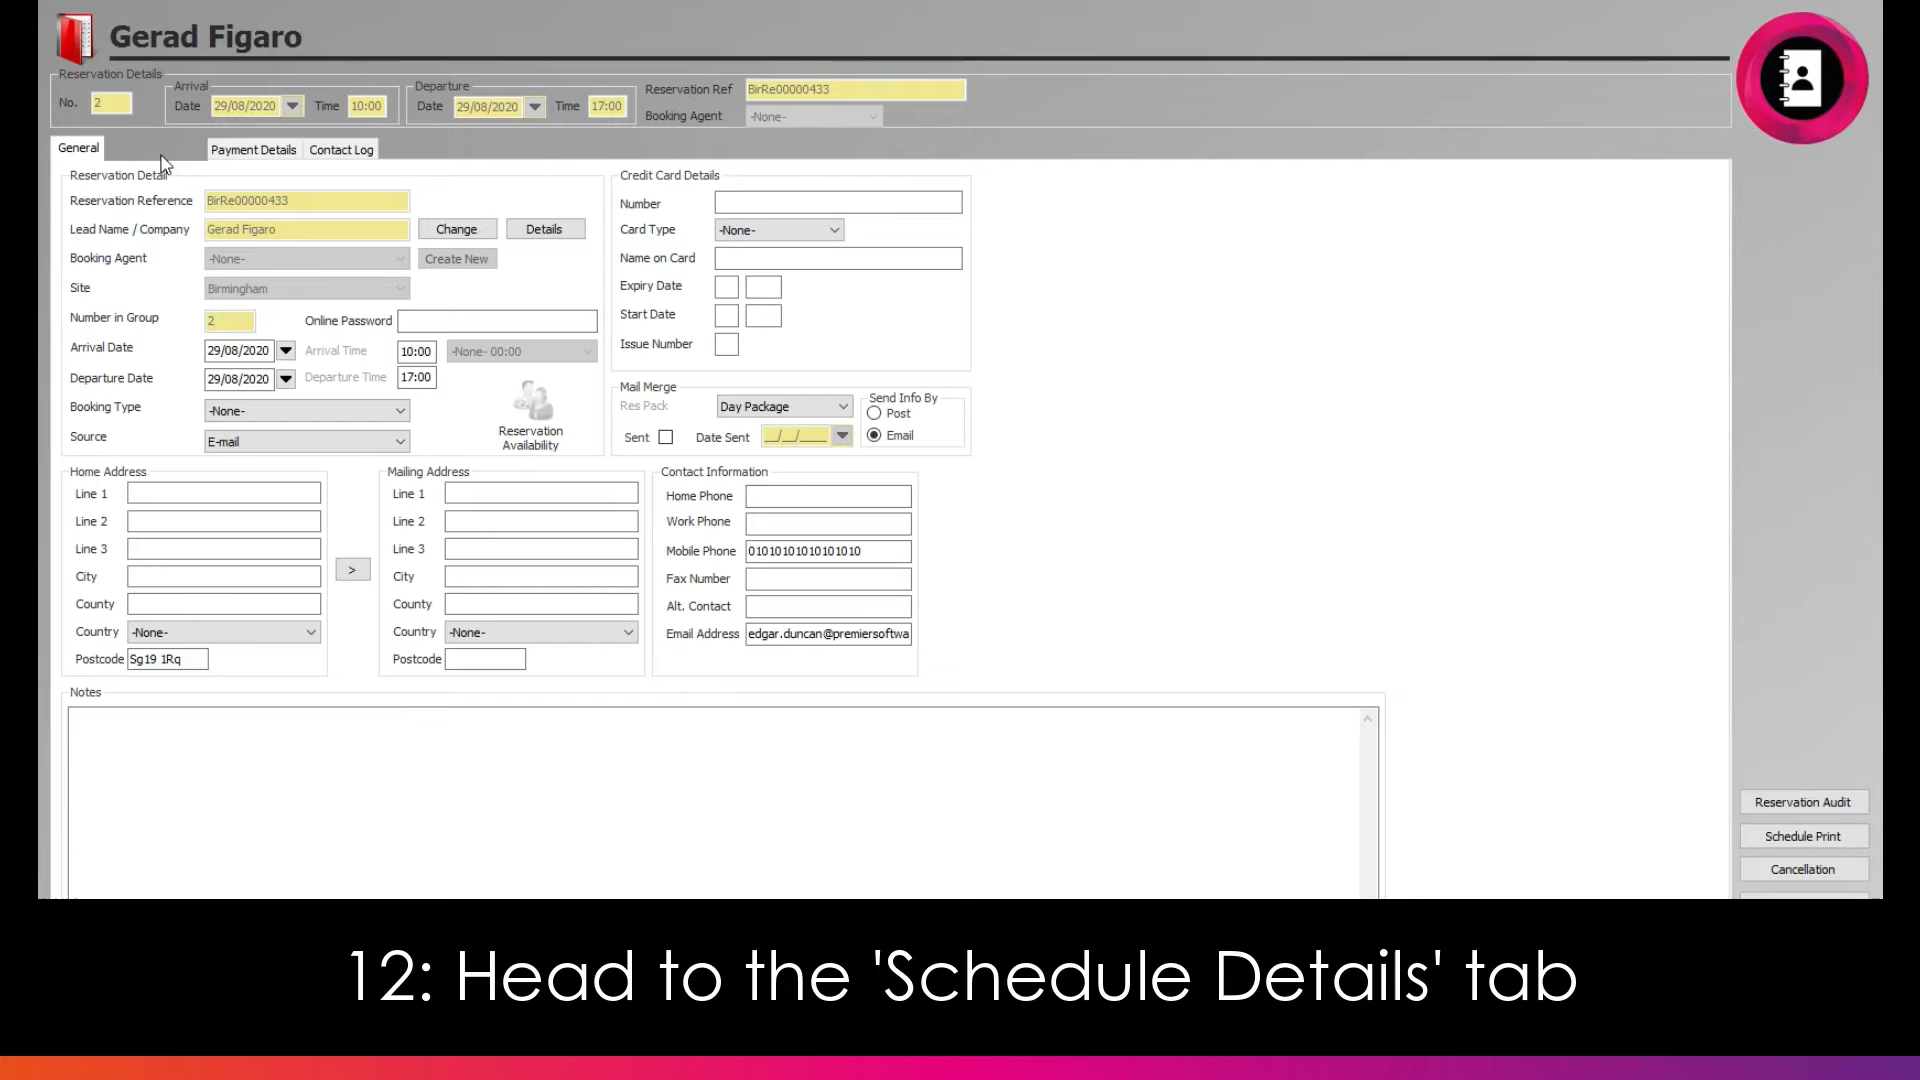 Gerad Figaro
Reservation Details
No. 2
Arrival
Date 29/08/2020 Time 10:00
Departure
Date 29/08/2020 Time 17:00
Reservation Ref BirRe00000433
Booking Agent -None-
General Payment Details Contact Log
Reservation Detail
Reservation Reference BirRe00000433
Lead Name / Company Gerad Figaro Change Details
Booking Agent -None- Create New
Site Birmingham
Number in Group 2 Online Password
Arrival Date 29/08/2020 Arrival Time 10:00 -None- 00:00
Departure Date 29/08/2020 Departure Time 17:00
Booking Type -None-
Source E-mail
Reservation
Availability
Credit Card Details
Number
Card Type -None-
Name on Card
Expiry Date
Start Date
Issue Number
Mail Merge
Res Pack Day Package
Sent Date Sent __/__/____
Send Info By
Post
Email
Home Address
Line 1
Line 2
Line 3
City
County
Country -None-
Postcode Sg19 1Rq
>
Mailing Address
Line 1
Line 2
Line 3
City
County
Country -None-
Postcode
Contact Information
Home Phone
Work Phone
Mobile Phone 01010101010101010
Fax Number
Alt. Contact
Email Address edgar.duncan@premiersoftwa
Notes
Reservation Audit
Schedule Print
Cancellation
12: Head to the 'Schedule Details' tab